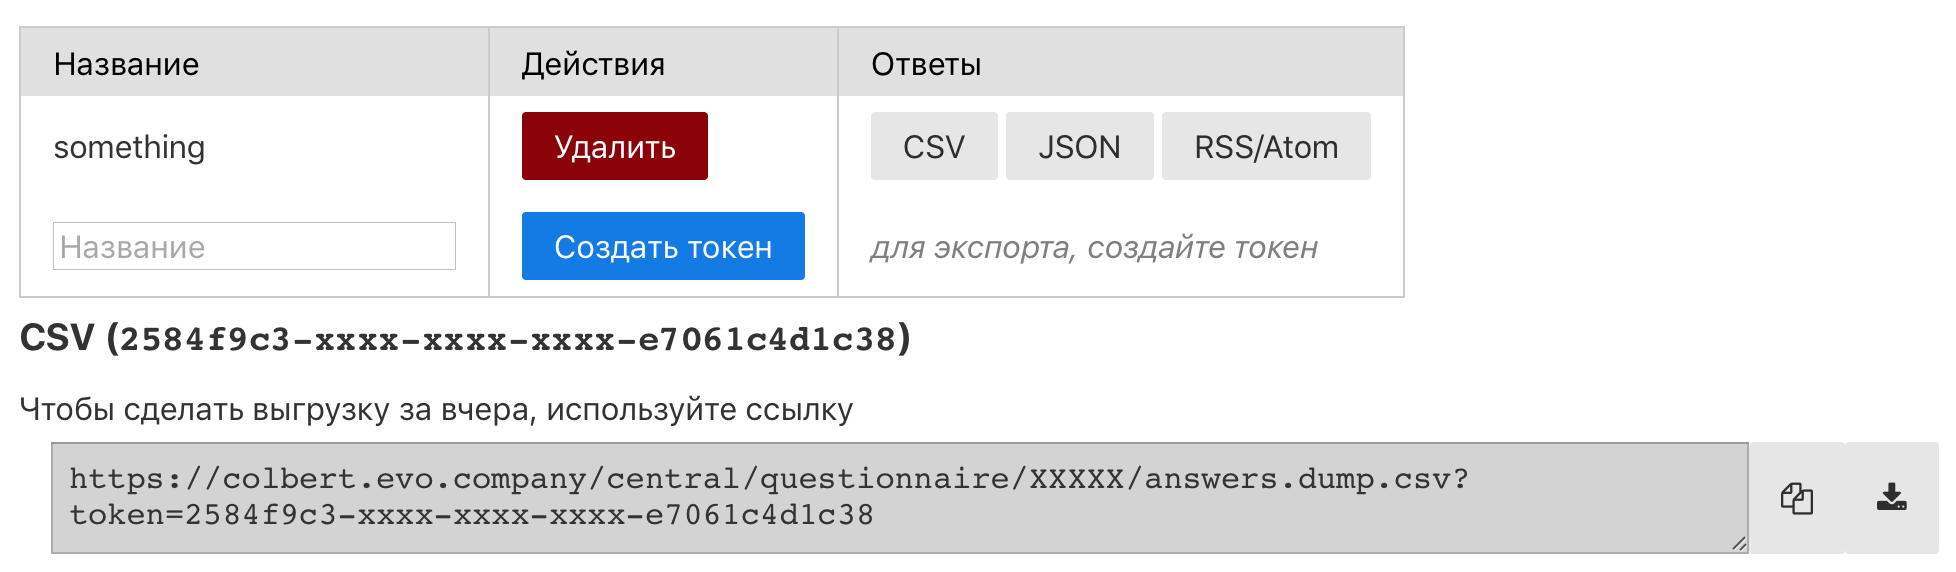 Название Действия Ответы
something Удалить CSV JSON RSS/Atom
Название Создать токен для экспорта, создайте токен
CSV (2584f9c3-xxxx-xxxx-xxxx-e7061c4d1c38)
Чтобы сделать выгрузку за вчера, используйте ссылку
https://colbert.evo.company/central/questionnaire/XXXXX/answers.dump.csv?
token=2584f9c3-xxxx-xxxx-xxxx-e7061c4d1c38